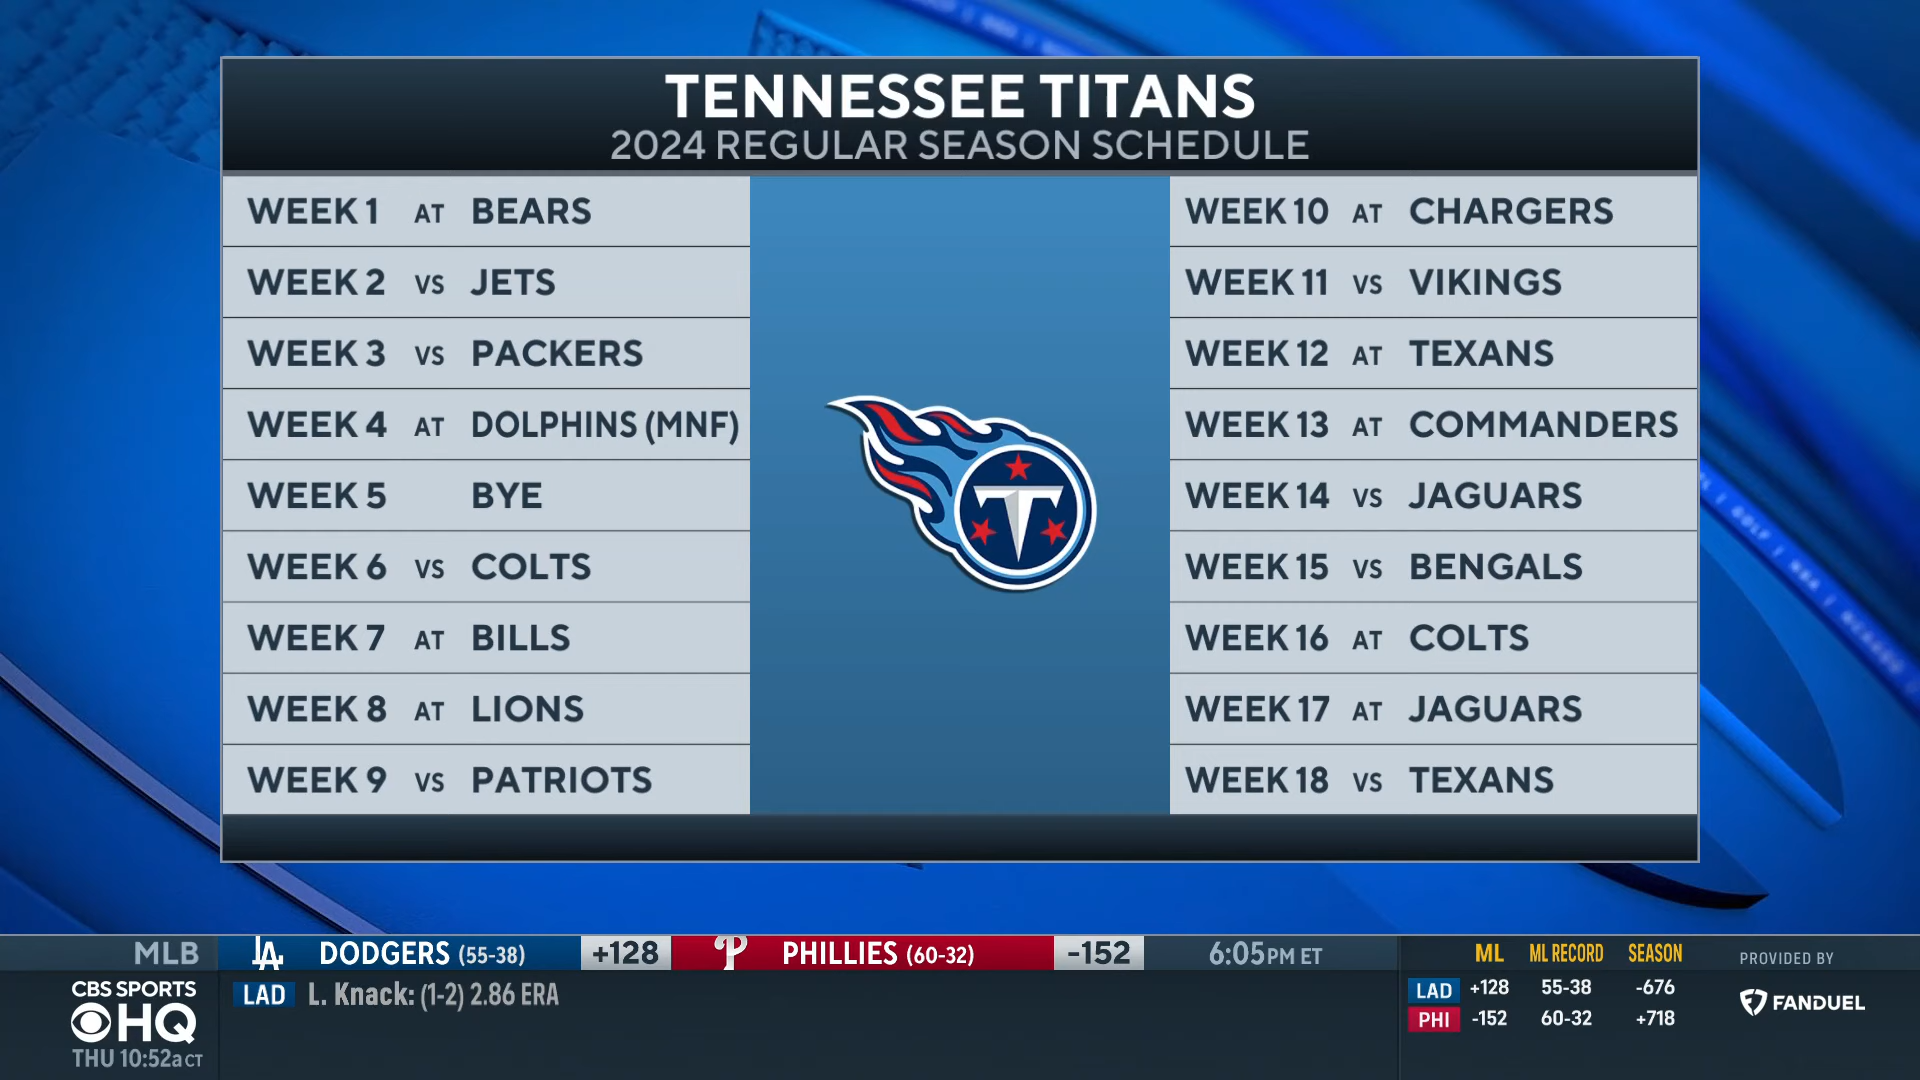 TENNESSEE TITANS
2024 REGULAR SEASON SCHEDULE
WEEK 1 AT BEARS
WEEK 2 VS JETS
WEEK 3 VS PACKERS
WEEK 4 AT DOLPHINS (MNF)
WEEK 5 BYE
WEEK 6 VS COLTS
WEEK 7 AT BILLS
WEEK 8 AT LIONS
WEEK 9 VS PATRIOTS
WEEK 10 AT CHARGERS
WEEK 11 VS VIKINGS
WEEK 12 AT TEXANS
WEEK 13 AT COMMANDERS
WEEK 14 VS JAGUARS
WEEK 15 VS BENGALS
WEEK 16 AT COLTS
WEEK 17 AT JAGUARS
WEEK 18 VS TEXANS
T
MLB LA DODGERS (55-38) +128 P PHILLIES (60-32) -152 6:05PM ET
LAD L. Knack: (1-2) 2.86 ERA
CBS SPORTS
HQ
THU 10:52a CT
ML ML RECORD SEASON
LAD +128 55-38 -676
PHI -152 60-32 +718
PROVIDED BY
FANDUEL